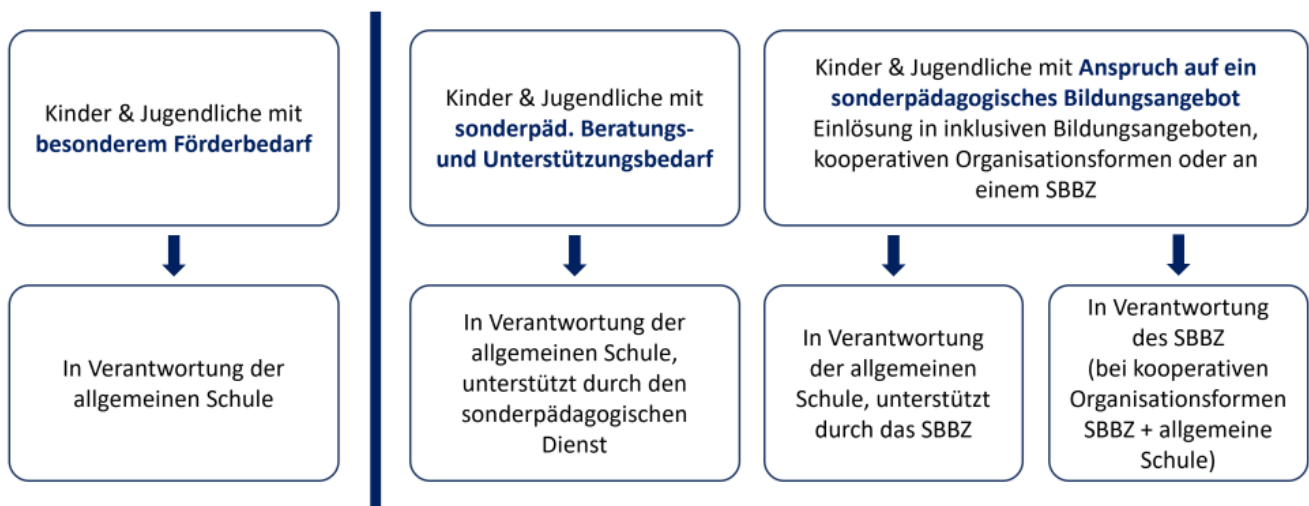 Kinder & Jugendliche mit
besonderem Förderbedarf
In Verantwortung der
allgemeinen Schule
Kinder & Jugendliche mit
sonderpäd. Beratungs-
und Unterstützungsbedarf
In Verantwortung der
allgemeinen Schule,
unterstützt durch den
sonderpädagogischen
Dienst
Kinder & Jugendliche mit Anspruch auf ein
sonderpädagogisches Bildungsangebot
Einlösung in inklusiven Bildungsangeboten,
kooperativen Organisationsformen oder an
einem SBBZ
In Verantwortung
der allgemeinen
Schule, unterstützt
durch das SBBZ
In Verantwortung
des SBBZ
(bei kooperativen
Organisationsformen
SBBZ + allgemeine
Schule)